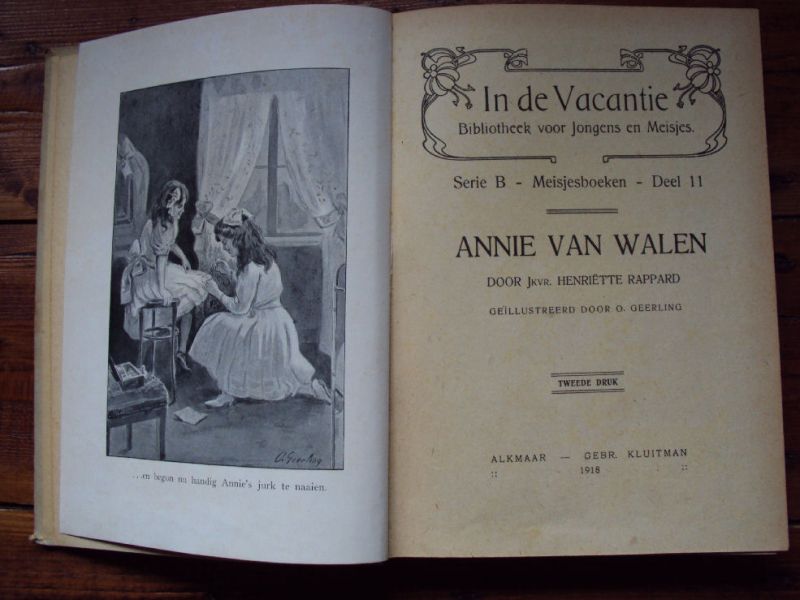 O. Geerling
...en begon nu handig Annie's jurk te naaien.
In de Vacantie
Bibliotheek voor Jongens en Meisjes.
Serie B - Meisjesboeken - Deel 11
ANNIE VAN WALEN
DOOR JKVR. HENRIËTTE RAPPARD
GEÏLLUSTREERD DOOR O. GEERLING
TWEEDE DRUK
ALKMAAR — GEBR. KLUITMAN
:: 1918 ::